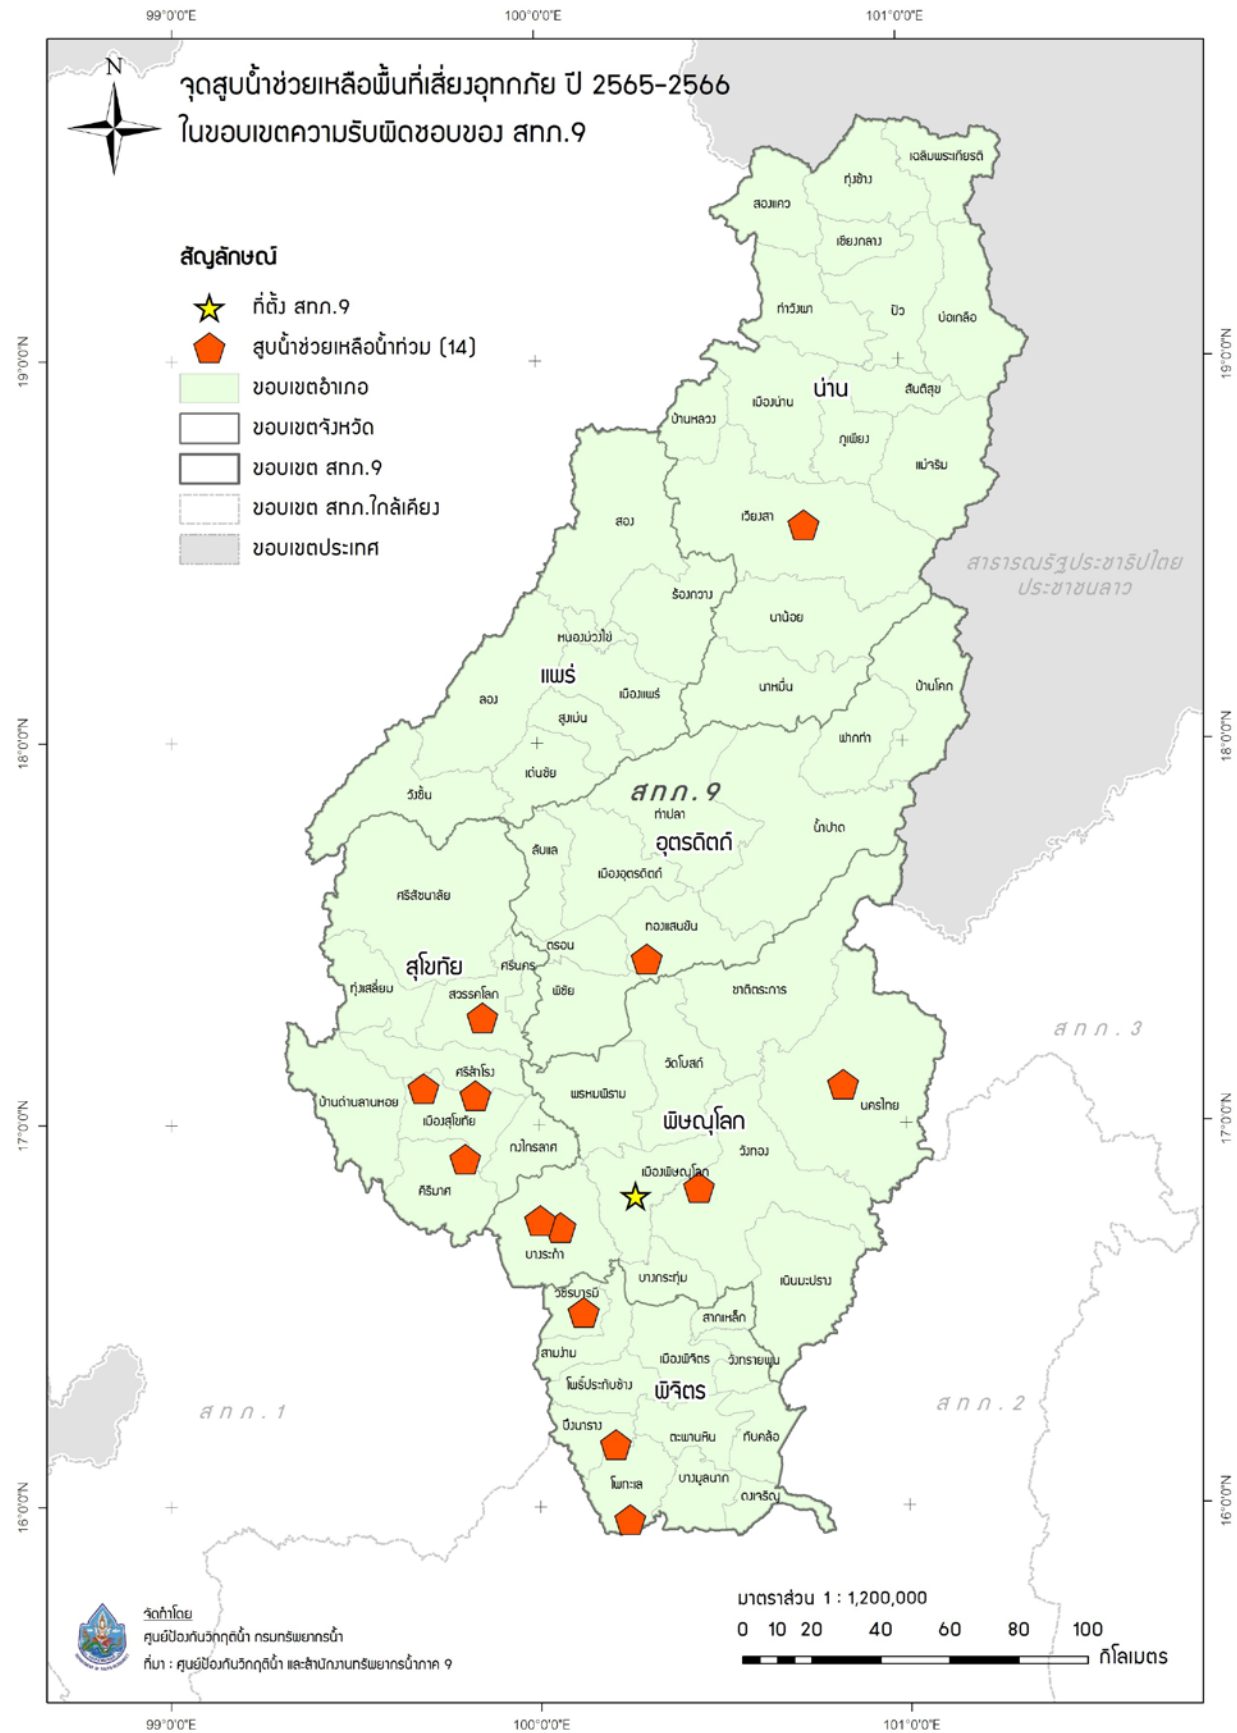 99°0'0"E 100°0'0"E 101°0'0"E
N
จุดสูบน้ำช่วยเหลือพื้นที่เสี่ยงอุทกภัย ปี 2565-2566
ในขอบเขตความรับผิดชอบของ สทภ.9
สัญลักษณ์
ที่ตั้ง สทภ.9
สูบน้ำช่วยเหลือน้ำท่วม (14)
ขอบเขตอำเภอ
ขอบเขตจังหวัด
ขอบเขต สทภ.9
ขอบเขต สทภ.ใกล้เคียง
ขอบเขตประเทศ
เฉลิมพระเกียรติ
ทุ่งช้าง
สองแคว
เชียงกลาง
ท่าวังผา
ปัว
บ่อเกลือ
19°0'0"N 19°0'0"N
น่าน
สันติสุข
เมืองน่าน
บ้านหลวง
ภูเพียง
แม่จริม
เวียงสา
สอง
สาธารณรัฐประชาธิปไตย
ประชาชนลาว
ร้องกวาง
นาน้อย
หนองม่วงไข่
แพร่
นาหมื่น
บ้านโคก
เมืองแพร่
ลอง
สูงเม่น
18°0'0"N 18°0'0"N
ฟากท่า
เด่นชัย
วังชิ้น
สทภ.9
ท่าปลา
น้ำปาด
อุตรดิตถ์
ลับแล
เมืองอุตรดิตถ์
ศรีสัชนาลัย
ทองแสนขัน
ตรอน
สุโขทัย
ศรีนคร
ทุ่งเสลี่ยม
สวรรคโลก
พิชัย
ชาติตระการ
สทภ.3
วัดโบสถ์
ศรีสำโรง
พรหมพิราม
บ้านด่านลานหอย
นครไทย
17°0'0"N 17°0'0"N
เมืองสุโขทัย
พิษณุโลก
กงไกรลาศ
วังทอง
เมืองพิษณุโลก
คีรีมาศ
บางระกำ
บางกระทุ่ม
เนินมะปราง
วชิรบารมี
สากเหล็ก
สามง่าม
เมืองพิจิตร
วังทรายพูน
โพธิ์ประทับช้าง
พิจิตร
สทภ.1
สทภ.2
บึงนาราง
ตะพานหิน
ทับคล้อ
โพทะเล
บางมูลนาก
ดงเจริญ
16°0'0"N 16°0'0"N
มาตราส่วน 1 : 1,200,000
0 10 20 40 60 80 100
กิโลเมตร
จัดทำโดย
ศูนย์ป้องกันวิกฤติน้ำ กรมทรัพยากรน้ำ
ที่มา : ศูนย์ป้องกันวิกฤติน้ำ และสำนักงานทรัพยากรน้ำภาค 9
99°0'0"E 100°0'0"E 101°0'0"E